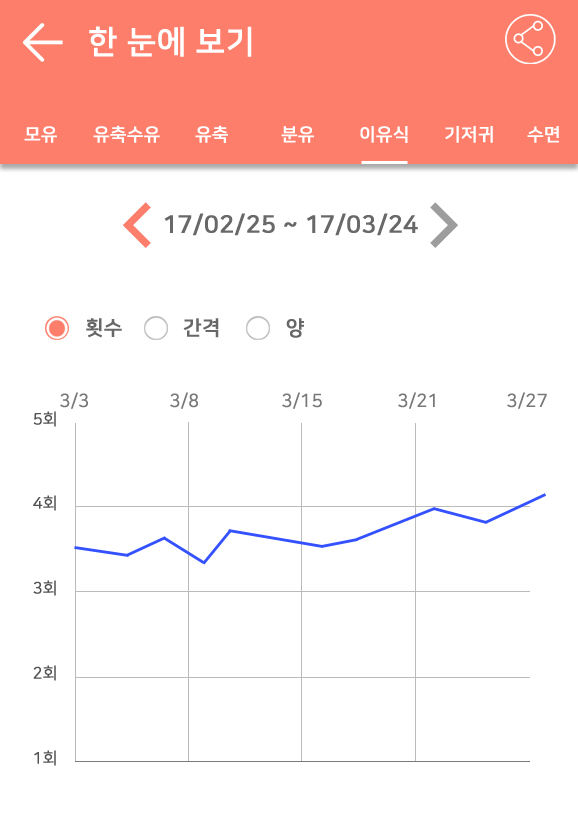 한 눈에 보기
모유 유축수유 유축 분유 이유식 기저귀 수면
17/02/25 ~ 17/03/24
횟수 간격 양
3/3 3/8 3/15 3/21 3/27
5회
4회
3회
2회
1회